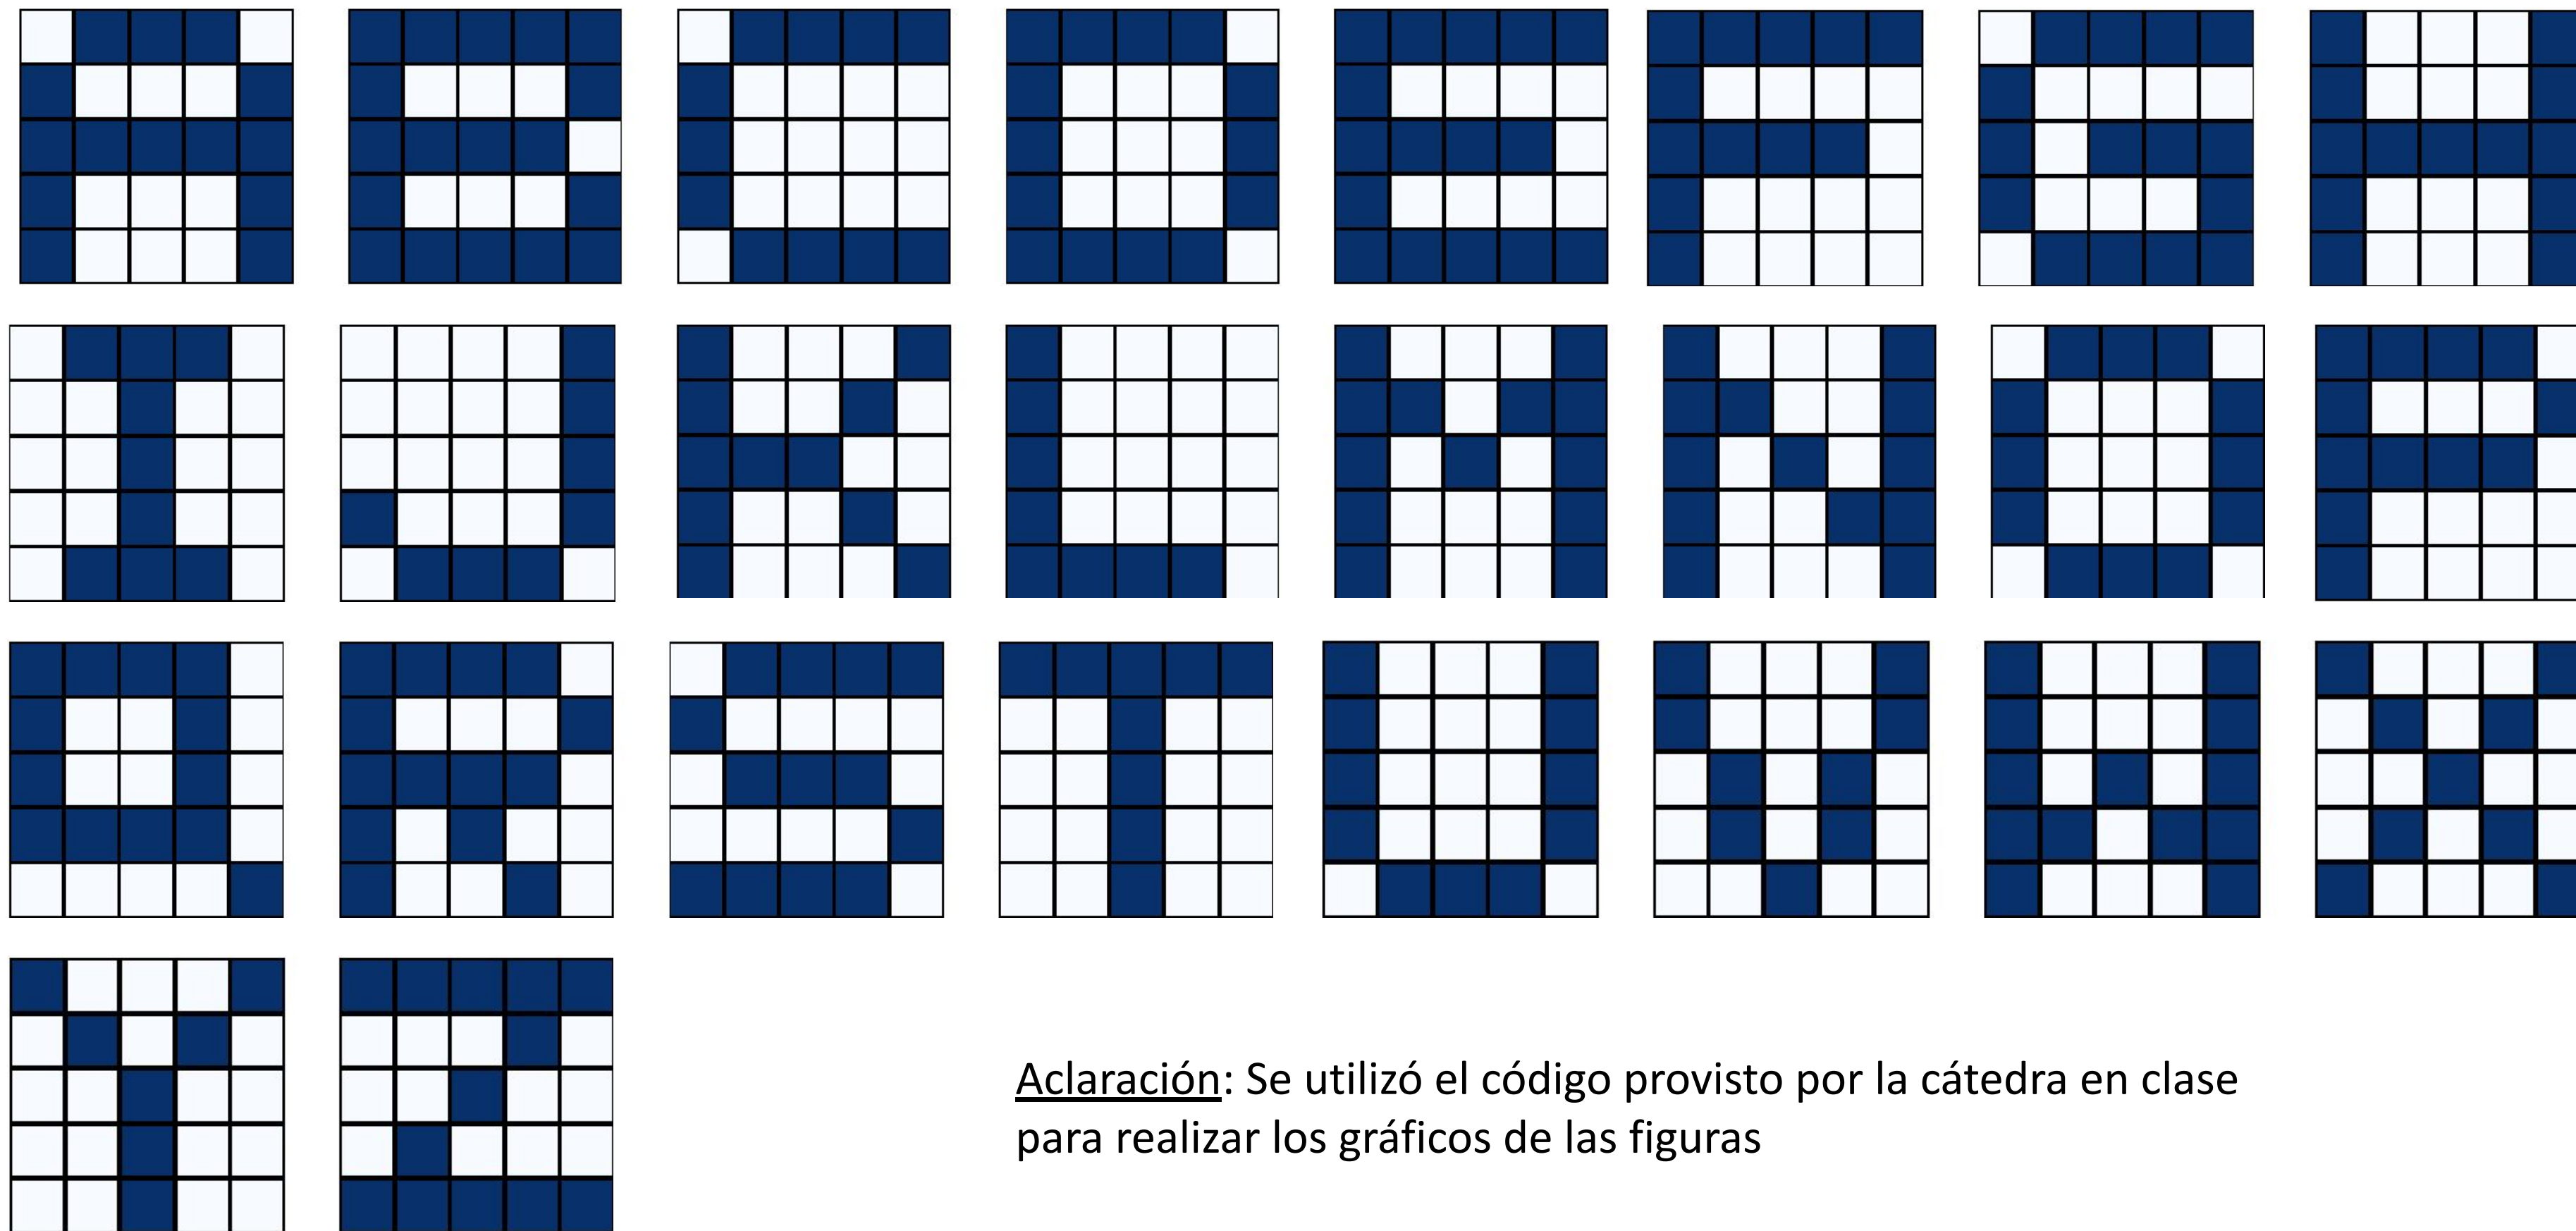 A B C D E F G H
I J K L M N O P
Q R S T U V W X
Y Z
Aclaración: Se utilizó el código provisto por la cátedra en clase
para realizar los gráficos de las figuras